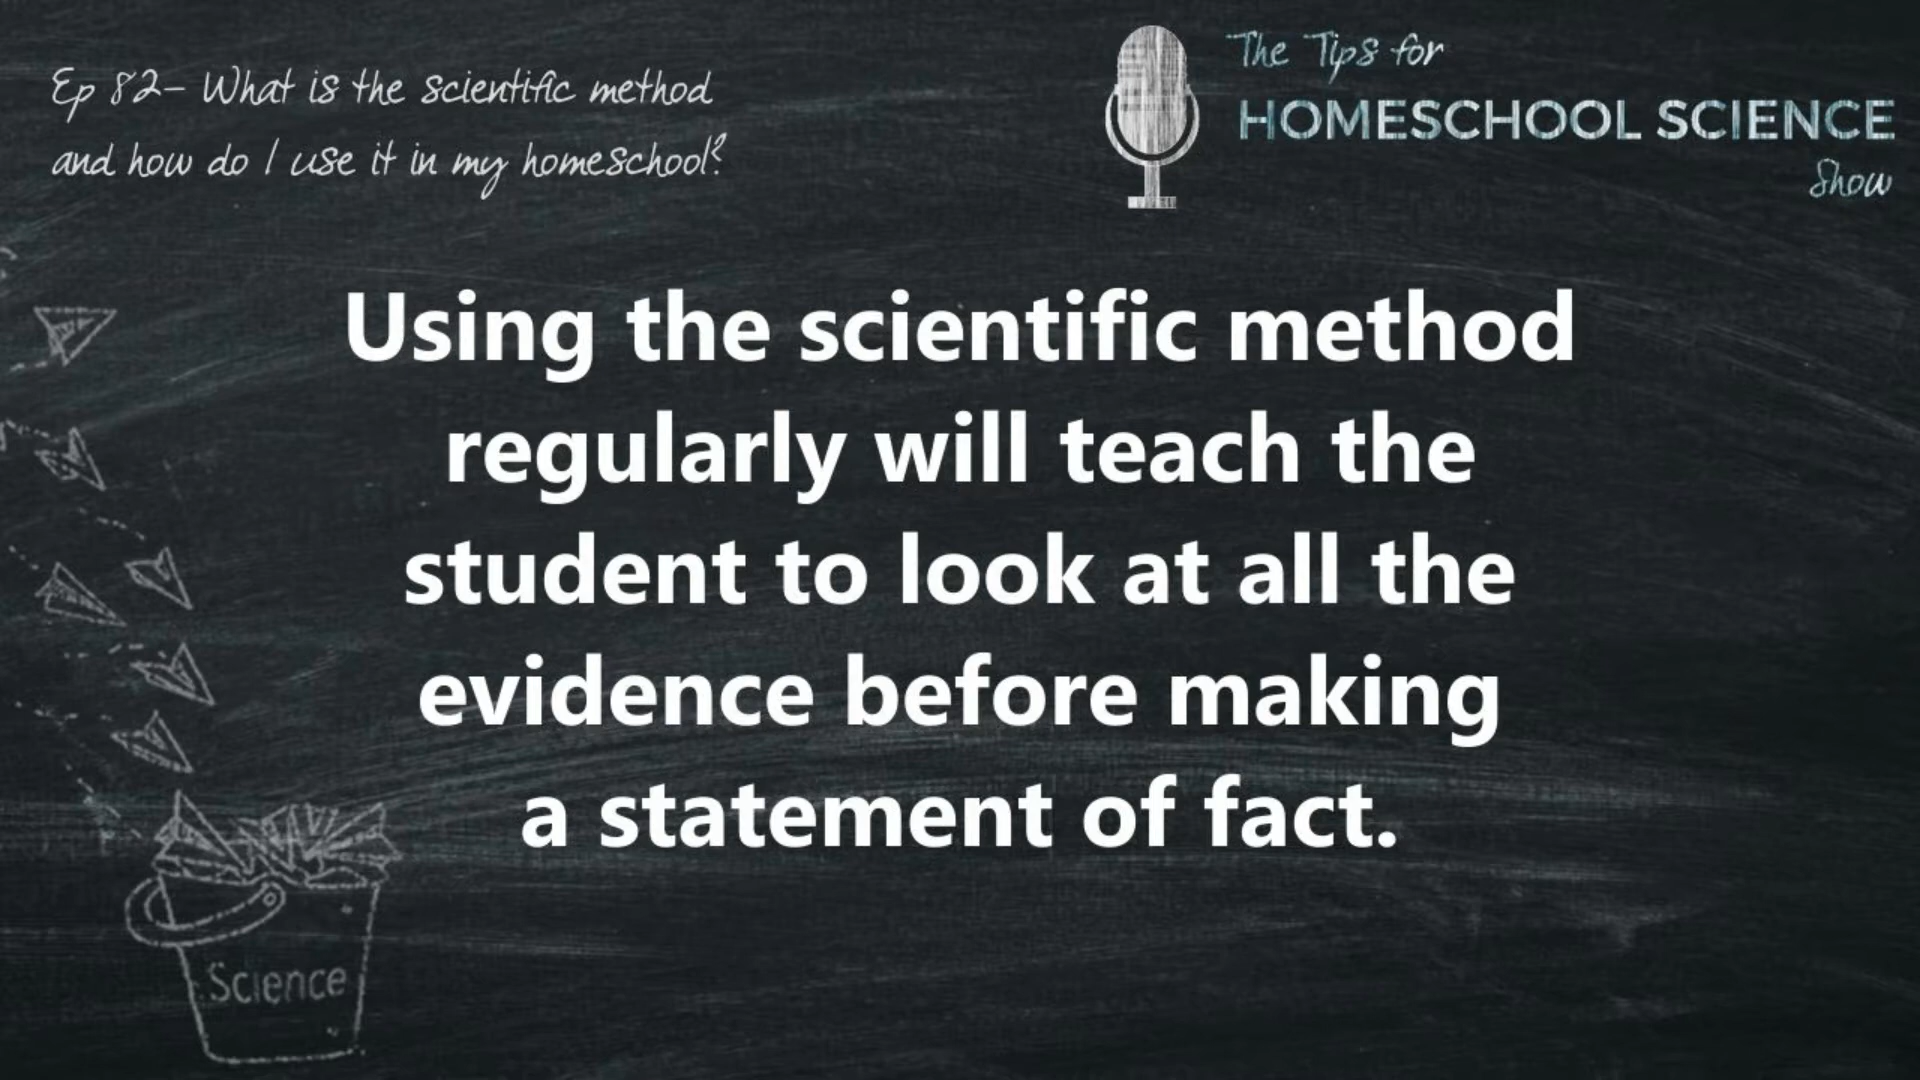 Ep 82– What is the scientific method
and how do I use it in my homeschool?
The Tips for
HOMESCHOOL SCIENCE
Show
Using the scientific method
regularly will teach the
student to look at all the
evidence before making
a statement of fact.
Science